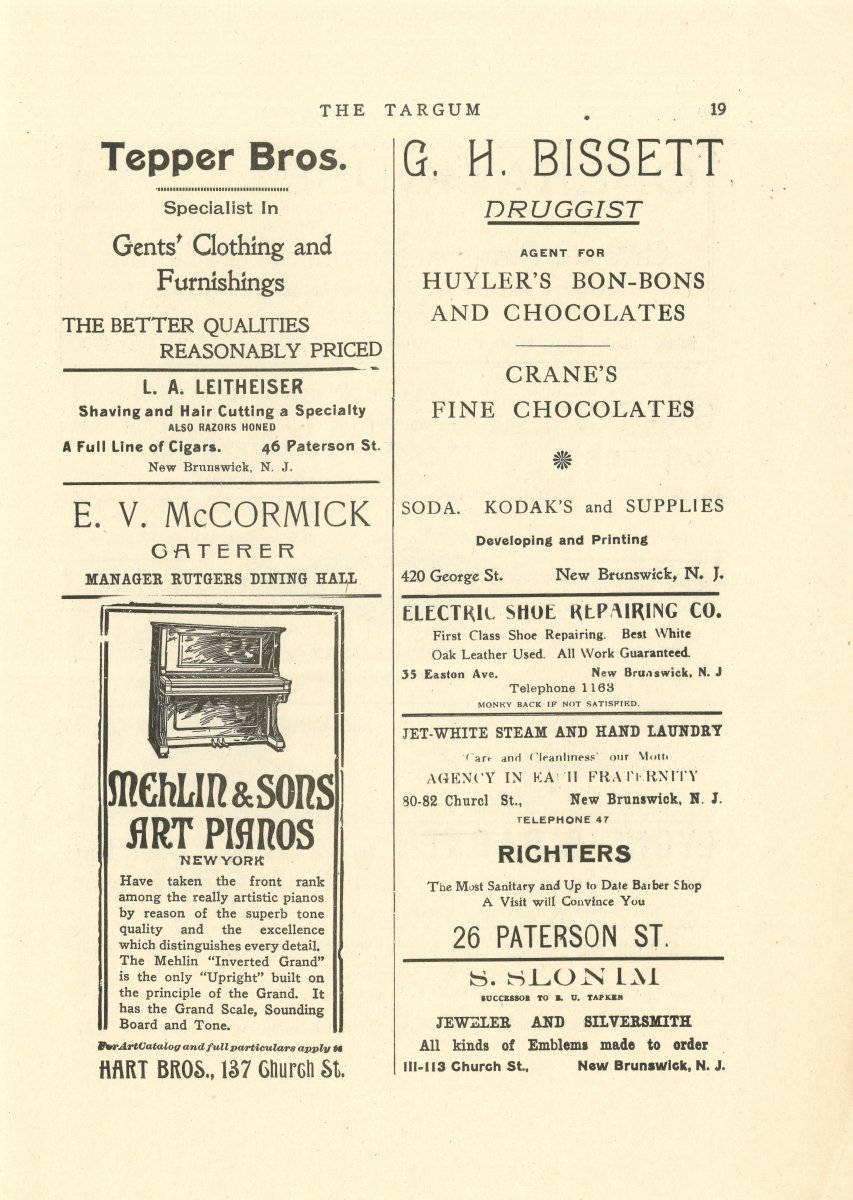 THE TARGUM 19
Tepper Bros.
Specialist In
Gents' Clothing and
Furnishings
THE BETTER QUALITIES
REASONABLY PRICED
L. A. LEITHEISER
Shaving and Hair Cutting a Specialty
ALSO RAZORS HONED
A Full Line of Cigars. 46 Paterson St.
New Brunswick, N. J.
E. V. McCORMICK
CATERER
MANAGER RUTGERS DINING HALL
MEHLIN & SONS
ART PIANOS
NEW YORK
Have taken the front rank
among the really artistic pianos
by reason of the superb tone
quality and the excellence
which distinguishes every detail.
The Mehlin "Inverted Grand"
is the only "Upright" built on
the principle of the Grand. It
has the Grand Scale, Sounding
Board and Tone.
For Art Catalog and full particulars apply to
HART BROS., 137 Church St.
G. H. BISSETT
DRUGGIST
AGENT FOR
HUYLER'S BON-BONS
AND CHOCOLATES
CRANE'S
FINE CHOCOLATES
SODA. KODAK'S and SUPPLIES
Developing and Printing
420 George St. New Brunswick, N. J.
ELECTRIC SHOE REPAIRING CO.
First Class Shoe Repairing. Best White
Oak Leather Used. All Work Guaranteed.
35 Easton Ave. New Brunswick, N. J
Telephone 1163
MONEY BACK IF NOT SATISFIED.
JET-WHITE STEAM AND HAND LAUNDRY
'Care and Cleanliness' our Motto
AGENCY IN EACH FRATERNITY
80-82 Church St., New Brunswick, N. J.
TELEPHONE 47
RICHTERS
The Most Sanitary and Up to Date Barber Shop
A Visit will Convince You
26 PATERSON ST.
S. SLONIM
SUCCESSOR TO B. U. TAPKEN
JEWELER AND SILVERSMITH
All kinds of Emblems made to order
111-113 Church St., New Brunswick, N. J.